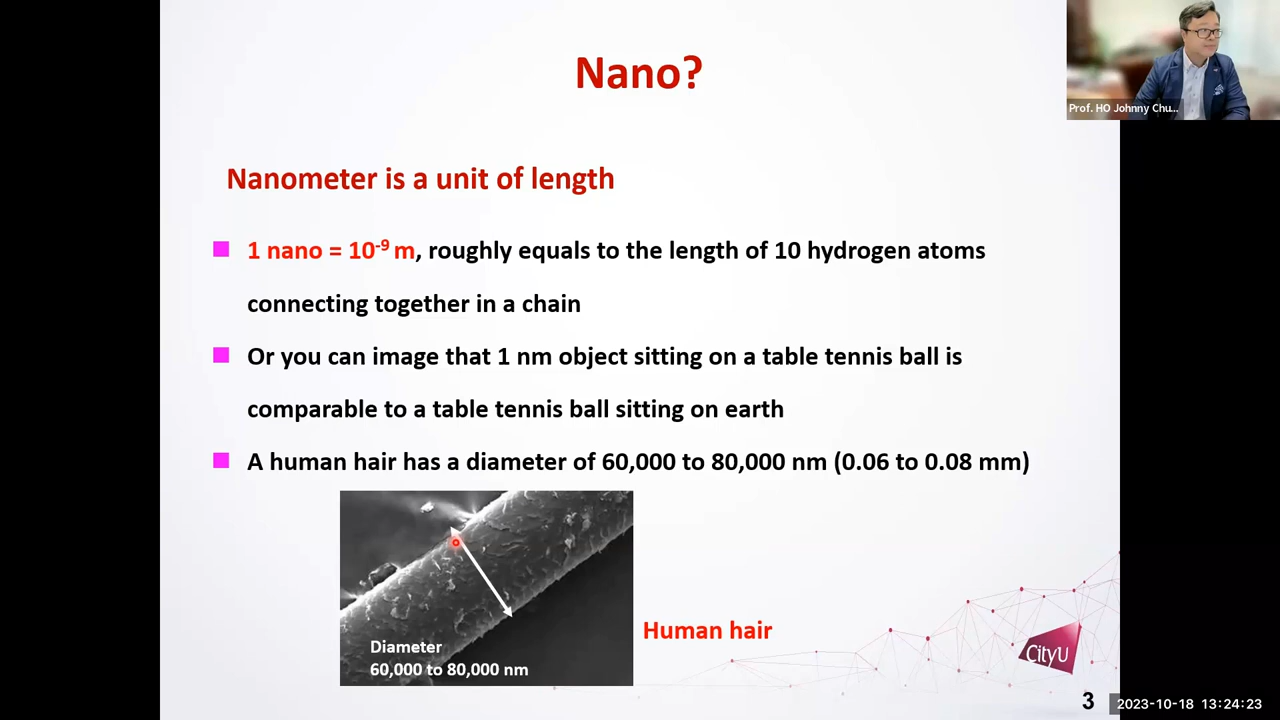 Nano?
Prof. HO Johnny Chu...
Nanometer is a unit of length
1 nano = 10⁻⁹ m, roughly equals to the length of 10 hydrogen atoms
connecting together in a chain
Or you can image that 1 nm object sitting on a table tennis ball is
comparable to a table tennis ball sitting on earth
A human hair has a diameter of 60,000 to 80,000 nm (0.06 to 0.08 mm)
Diameter
60,000 to 80,000 nm
Human hair
CityU
3
2023-10-18 13:24:23